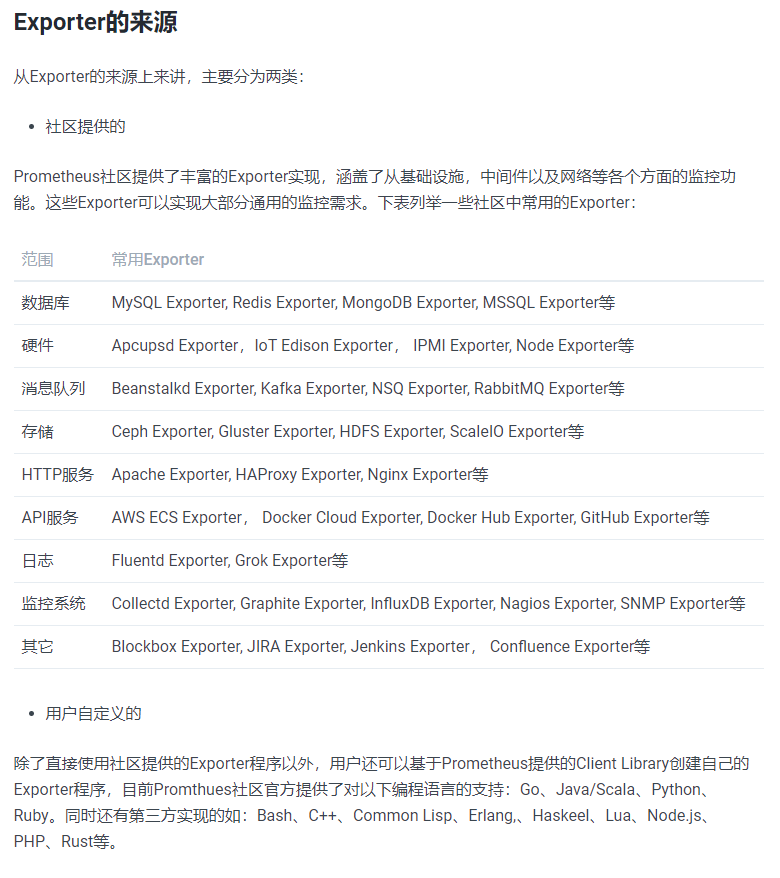 Exporter的来源
从Exporter的来源上来讲，主要分为两类：
• 社区提供的
Prometheus社区提供了丰富的Exporter实现，涵盖了从基础设施，中间件以及网络等各个方面的监控功
能。这些Exporter可以实现大部分通用的监控需求。下表列举一些社区中常用的Exporter：
范围 常用Exporter
数据库 MySQL Exporter, Redis Exporter, MongoDB Exporter, MSSQL Exporter等
硬件 Apcupsd Exporter，IoT Edison Exporter， IPMI Exporter, Node Exporter等
消息队列 Beanstalkd Exporter, Kafka Exporter, NSQ Exporter, RabbitMQ Exporter等
存储 Ceph Exporter, Gluster Exporter, HDFS Exporter, ScaleIO Exporter等
HTTP服务 Apache Exporter, HAProxy Exporter, Nginx Exporter等
API服务 AWS ECS Exporter， Docker Cloud Exporter, Docker Hub Exporter, GitHub Exporter等
日志 Fluentd Exporter, Grok Exporter等
监控系统 Collectd Exporter, Graphite Exporter, InfluxDB Exporter, Nagios Exporter, SNMP Exporter等
其它 Blockbox Exporter, JIRA Exporter, Jenkins Exporter， Confluence Exporter等
• 用户自定义的
除了直接使用社区提供的Exporter程序以外，用户还可以基于Prometheus提供的Client Library创建自己的
Exporter程序，目前Promthues社区官方提供了对以下编程语言的支持：Go、Java/Scala、Python、
Ruby。同时还有第三方实现的如：Bash、C++、Common Lisp、Erlang,、Haskeel、Lua、Node.js、
PHP、Rust等。